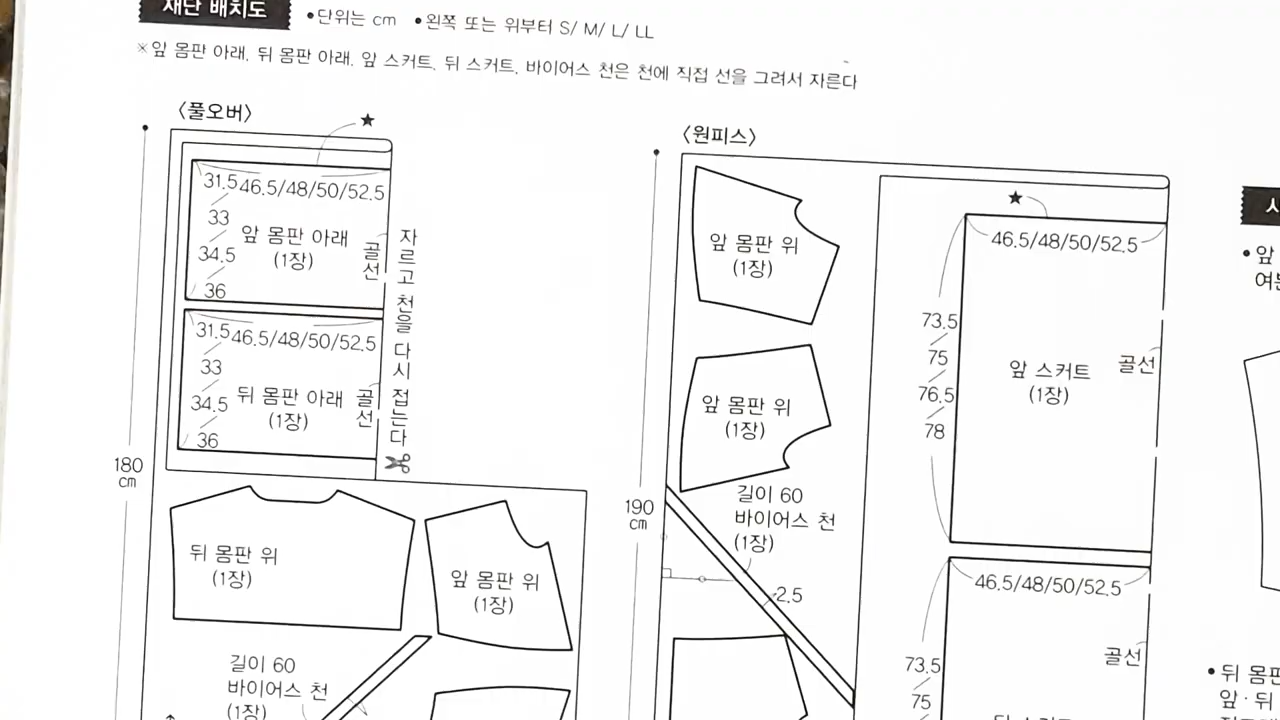 재단 배치도
•단위는 cm •왼쪽 또는 위부터 S/ M/ L/ LL
※앞 몸판 아래, 뒤 몸판 아래, 앞 스커트, 뒤 스커트, 바이어스 천은 천에 직접 선을 그려서 자른다
〈풀오버〉
★
31.5
46.5/48/50/52.5
33
34.5
36
앞 몸판 아래
(1장)
골선
자르고 천을 다시 접는다
31.5
46.5/48/50/52.5
33
34.5
36
뒤 몸판 아래
(1장)
골선
180
cm
뒤 몸판 위
(1장)
앞 몸판 위
(1장)
길이 60
바이어스 천
(1장)
〈원피스〉
앞 몸판 위
(1장)
앞 몸판 위
(1장)
190
cm
길이 60
바이어스 천
(1장)
2.5
★
46.5/48/50/52.5
73.5
75
76.5
78
앞 스커트
(1장)
골선
46.5/48/50/52.5
73.5
75
골선
•앞
•뒤 몸판
앞·뒤